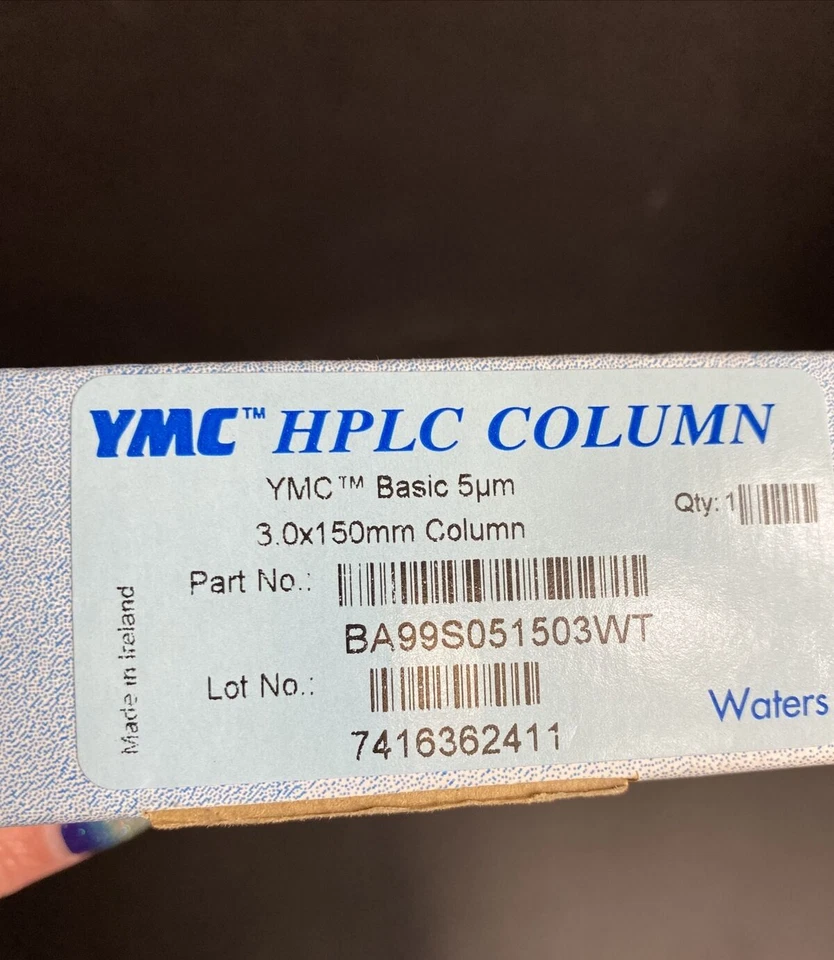 YMC™ HPLC COLUMN
YMC™ Basic 5µm
3.0x150mm Column
Qty: 1
Part No.:
BA99S051503WT
Lot No.:
7416362411
Made in Ireland
Waters